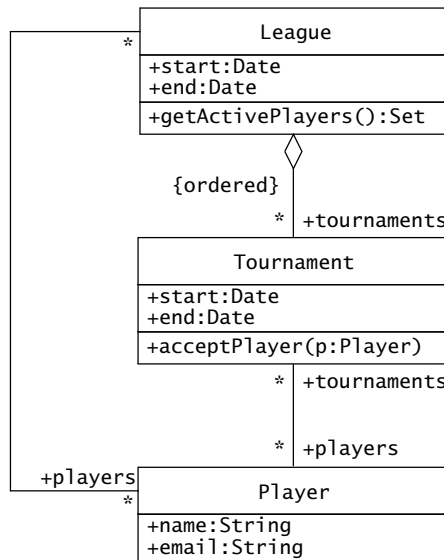 League
*
+start:Date
+end:Date
+getActivePlayers():Set
{ordered}
* +tournaments
Tournament
+start:Date
+end:Date
+acceptPlayer(p:Player)
* +tournaments
* +players
+players
*
Player
+name:String
+email:String